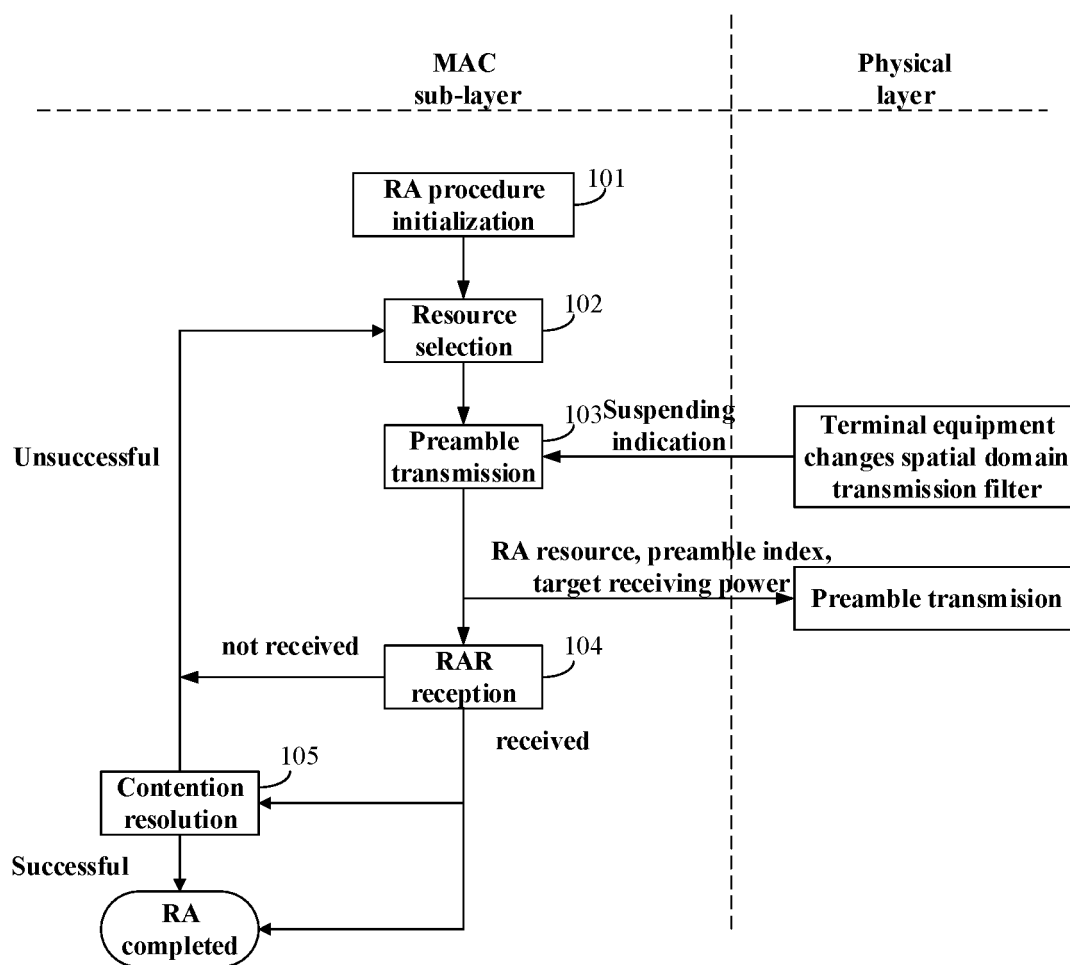 MAC
sub-layer
Physical
layer
101
RA procedure
initialization
102
Resource
selection
103
Suspending
indication
Preamble
transmission
Terminal equipment
changes spatial domain
transmission filter
Unsuccessful
RA resource, preamble index,
target receiving power
Preamble transmision
not received
104
RAR
reception
received
105
Contention
resolution
Successful
RA
completed